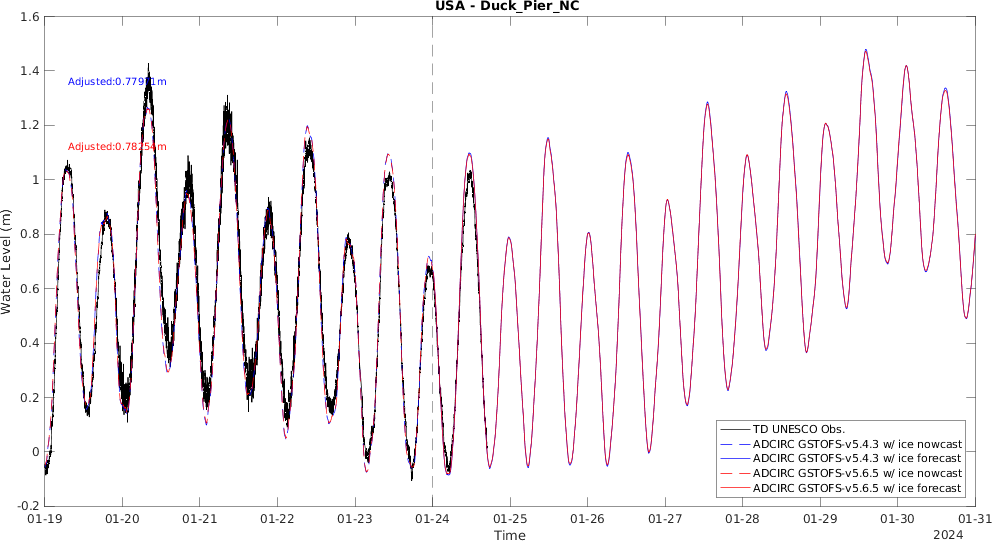 USA - Duck_Pier_NC
1.6
1.4
1.2
1
0.8
0.6
0.4
0.2
0
-0.2
Water Level (m)
Adjusted:0.77971m
Adjusted:0.78254m
TD UNESCO Obs.
ADCIRC GSTOFS-v5.4.3 w/ ice nowcast
ADCIRC GSTOFS-v5.4.3 w/ ice forecast
ADCIRC GSTOFS-v5.6.5 w/ ice nowcast
ADCIRC GSTOFS-v5.6.5 w/ ice forecast
01-19 01-20 01-21 01-22 01-23 01-24 01-25 01-26 01-27 01-28 01-29 01-30 01-31
Time
2024